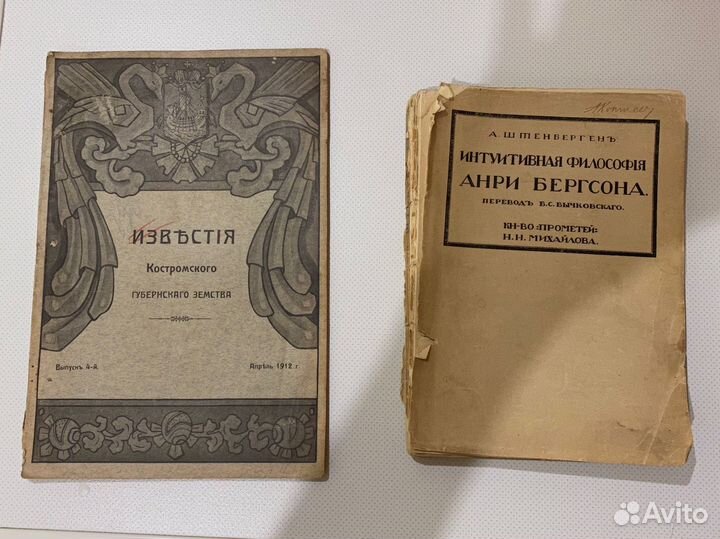 ИЗВѢСТІЯ
Костромского
ГУБЕРНСКАГО ЗЕМСТВА
Выпускъ 4-й.
Апрѣль 1912 г.
А. ШТЕНБЕРГЕНЪ
ИНТУИТИВНАЯ ФИЛОСОФІЯ
АНРИ БЕРГСОНА.
ПЕРЕВОДЪ Б.С. БЫЧКОВСКАГО.
КН-ВО "ПРОМЕТЕЙ"
Н.Н. МИХАЙЛОВА.
Avito